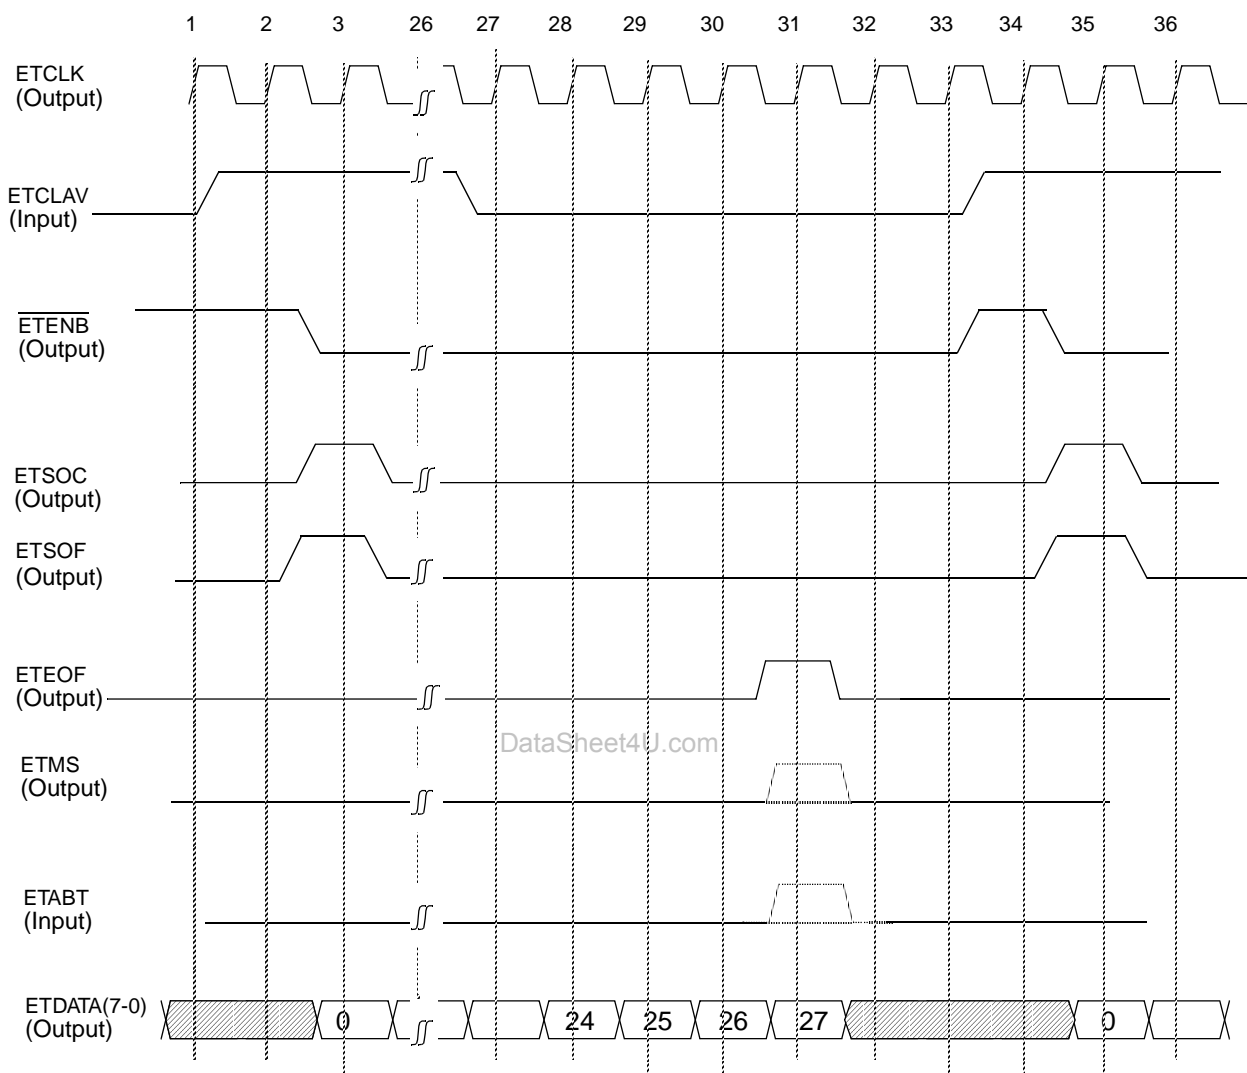 1 2 3 26 27 28 29 30 31 32 33 34 35 36
ETCLK
(Output)
ETCLAV
(Input)
ETENB
(Output)
ETSOC
(Output)
ETSOF
(Output)
ETEOF
(Output)
DataSheet4U.com
ETMS
(Output)
ETABT
(Input)
ETDATA(7-0)
(Output)
0 24 25 26 27 0